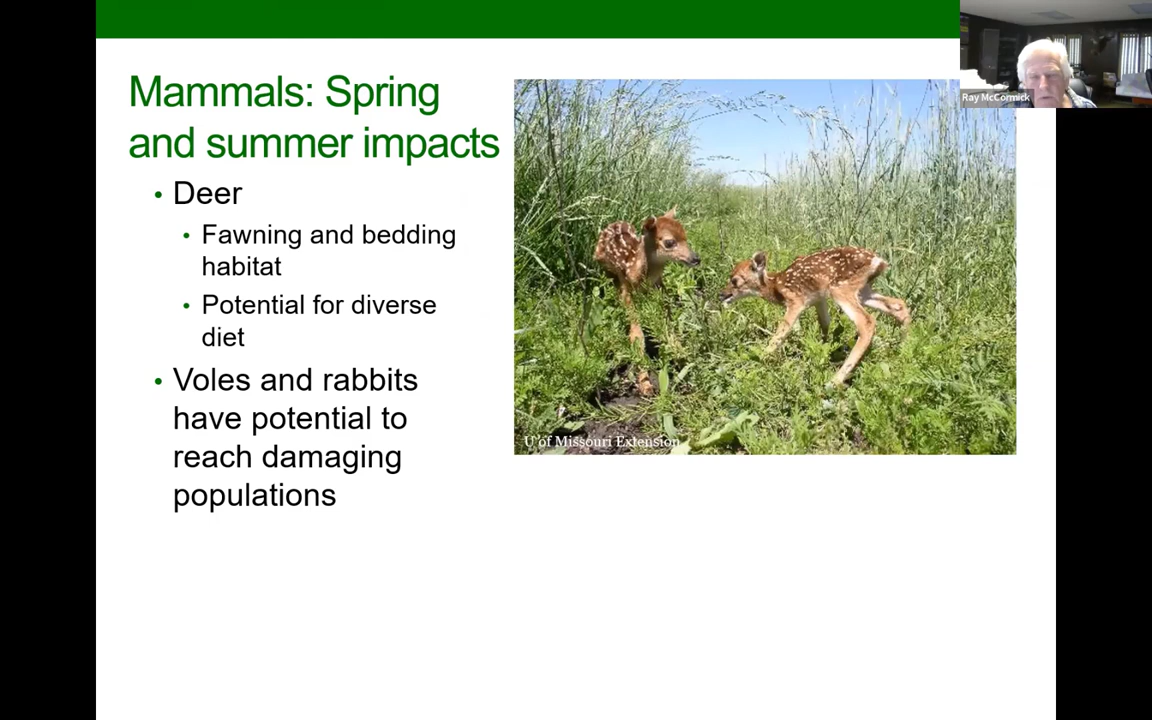 Mammals: Spring
and summer impacts
• Deer
• Fawning and bedding
habitat
• Potential for diverse
diet
• Voles and rabbits
have potential to
reach damaging
populations
U of Missouri Extension
Ray McCormick